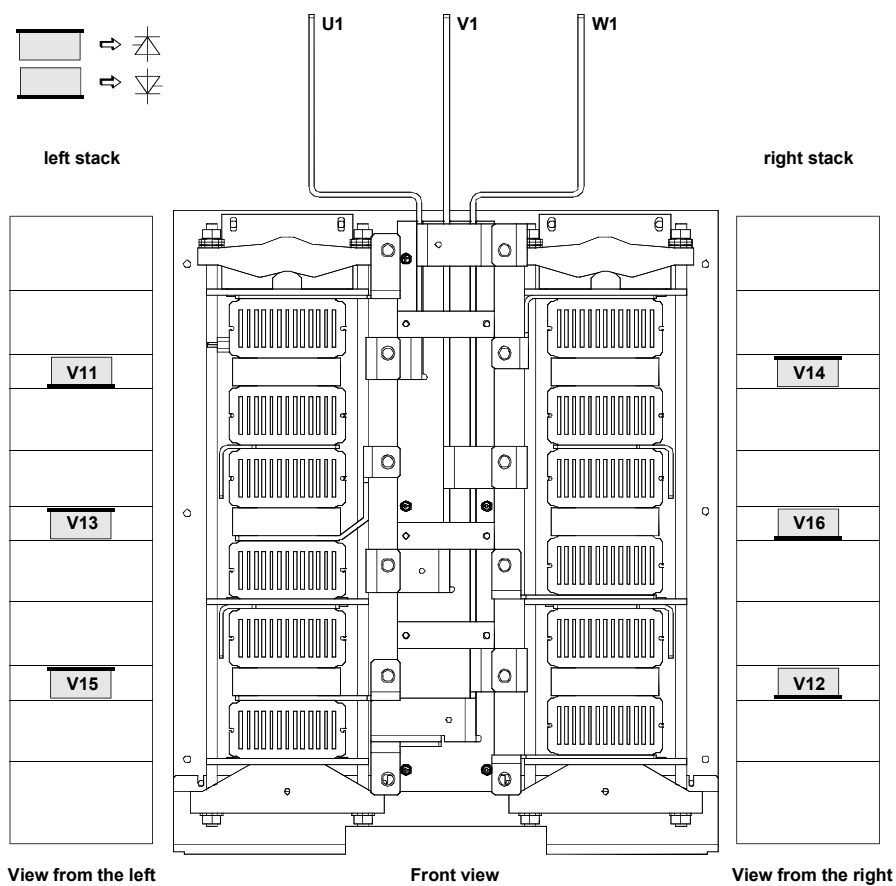 U1 V1 W1
left stack
right stack
V11
V14
V13
V16
V15
V12
View from the left
Front view
View from the right